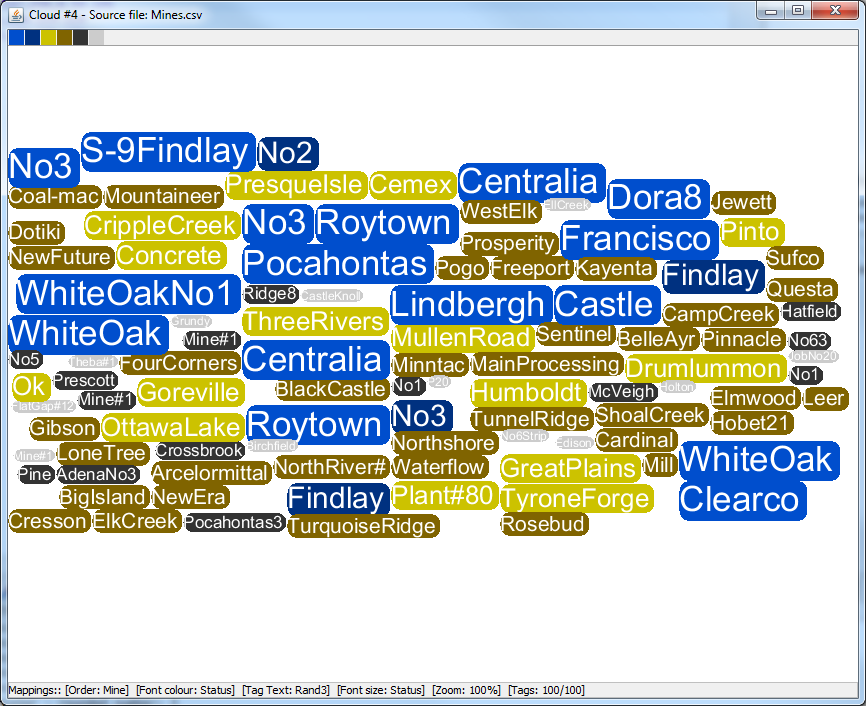 Cloud #4 - Source file: Mines.csv
No3 S-9Findlay No2
Coal-mac Mountaineer PresqueIsle Cemex Centralia Dora8 Jewett
Dotiki CrippleCreek No3 Roytown WestElk EllCreek Francisco Pinto
NewFuture Concrete Pocahontas Prosperity Sufco
Pogo Freeport Kayenta Findlay Questa
WhiteOakNo1 Ridge8 CastleKnoll Lindbergh Castle CampCreek Hatfield
WhiteOak Grundy ThreeRivers MullenRoad Sentinel BelleAyr Pinnacle No63
Mine#1
No5 Theba#1 FourCorners Centralia Minntac MainProcessing Drumlummon JobNo20
No1
Ok Prescott Goreville BlackCastle No1 P20 Humboldt McVeigh Holton Elmwood Leer
FlatGap#12 Mine#1
Gibson OttawaLake Roytown No3 TunnelRidge ShoalCreek Hobet21
Mine#1 LoneTree Crossbrook Birchfield Northshore No6Strip Edison Cardinal WhiteOak
Pine AdenaNo3 Arcelormittal NorthRiver# Waterflow GreatPlains Mill
BigIsland NewEra Findlay Plant#80 TyroneForge Clearco
Cresson ElkCreek Pocahontas3 TurquoiseRidge Rosebud
Mappings:: [Order: Mine] [Font colour: Status] [Tag Text: Rand3] [Font size: Status] [Zoom: 100%] [Tags: 100/100]